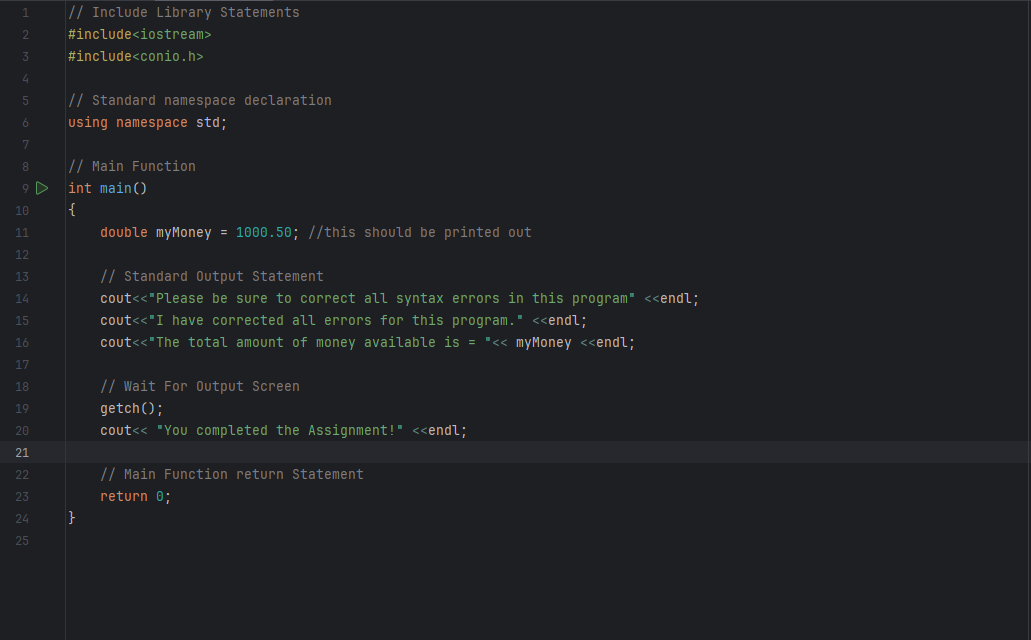 1 // Include Library Statements
2 #include<iostream>
3 #include<conio.h>
4
5 // Standard namespace declaration
6 using namespace std;
7
8 // Main Function
9 int main()
10 {
11     double myMoney = 1000.50; //this should be printed out
12
13     // Standard Output Statement
14     cout<<"Please be sure to correct all syntax errors in this program" <<endl;
15     cout<<"I have corrected all errors for this program." <<endl;
16     cout<<"The total amount of money available is = "<< myMoney <<endl;
17
18     // Wait For Output Screen
19     getch();
20     cout<< "You completed the Assignment!" <<endl;
21
22     // Main Function return Statement
23     return 0;
24 }
25